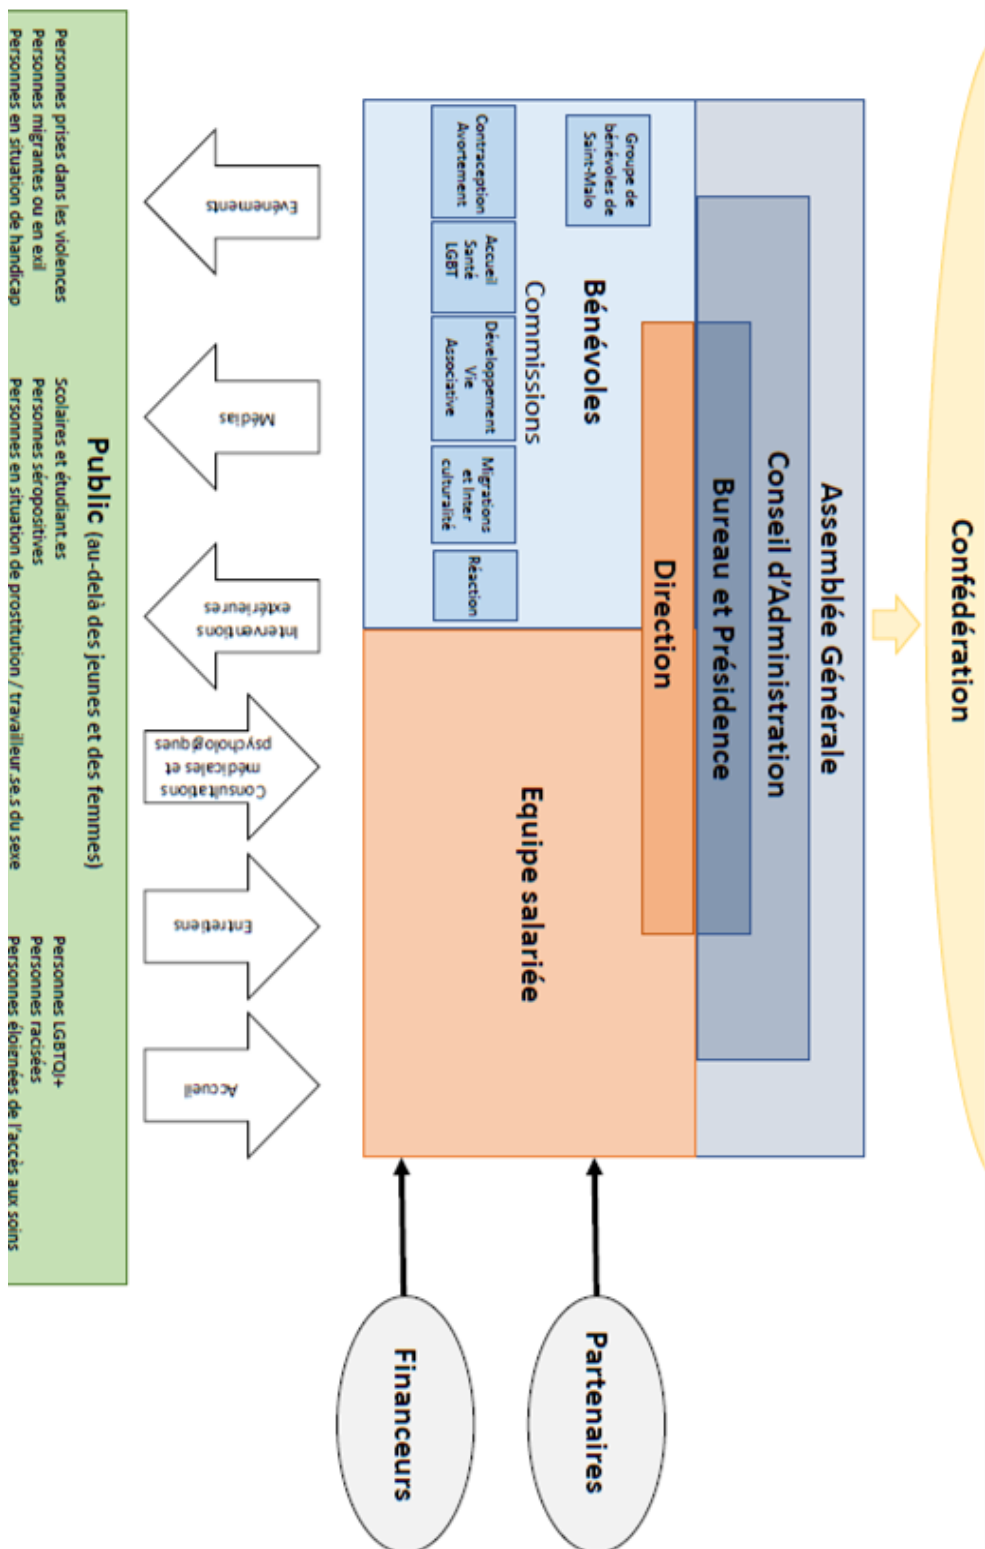 Confédération
Assemblée Générale
Conseil d'Administration
Bureau et Présidence
Direction
Bénévoles
Groupe de
bénévoles de
Saint-Malo
Commissions
Contraception
Avortement
Accueil
Santé
LGBT
Développement
Vie
Associative
Migrations
et Inter
culturalité
Réaction
Equipe salariée
Partenaires
Financeurs
Evénements
Médias
Interventions
extérieures
Consultations
médicales et
psychologiques
Entretiens
Accueil
Public (au-delà des jeunes et des femmes)
Personnes prises dans les violences
Personnes migrantes ou en exil
Personnes en situation de handicap
Scolaires et étudiant.es
Personnes séropositives
Personnes en situation de prostitution / travailleur.se.s du sexe
Personnes LGBTQI+
Personnes racisées
Personnes éloignées de l'accès aux soins